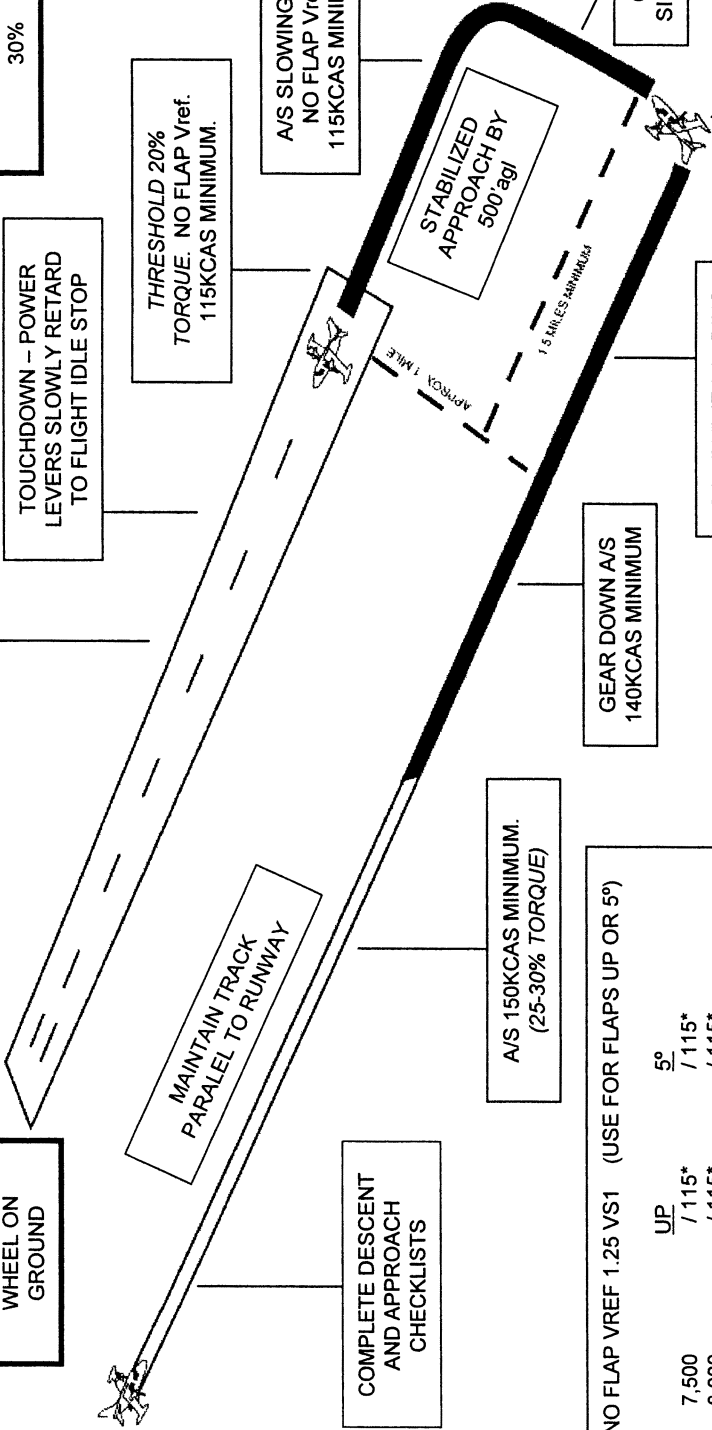 WHEEL ON
GROUND
TOUCHDOWN – POWER
LEVERS SLOWLY RETARD
TO FLIGHT IDLE STOP
30%
THRESHOLD 20%
TORQUE. NO FLAP Vref.
115KCAS MINIMUM.
A/S SLOWING
NO FLAP
115KCAS
STABILIZED
APPROACH BY
500'agl
APPROX 1 MILE
1.5 MILES MINIMUM
MAINTAIN TRACK
PARALEL TO RUNWAY
COMPLETE DESCENT
AND APPROACH
CHECKLISTS
A/S 150KCAS MINIMUM.
(25-30% TORQUE)
GEAR DOWN A/S
140KCAS MINIMUM
NO FLAP VREF 1.25 VS1 (USE FOR FLAPS UP OR 5º)
UP 5º
7,500 / 115* / 115*